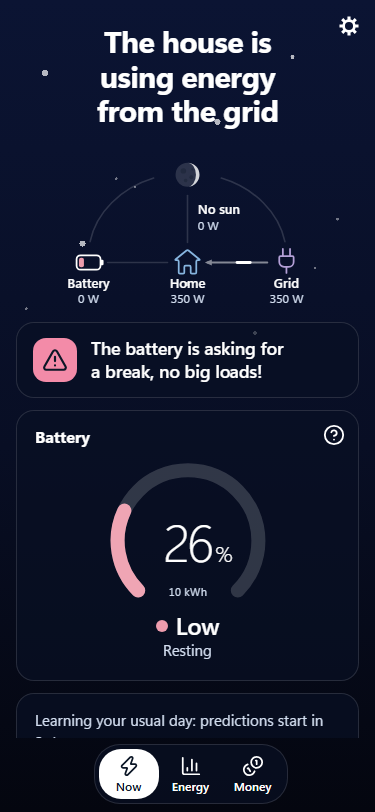 The house is
using energy
from the grid
No sun
0 W
Battery
0 W
Home
350 W
Grid
350 W
The battery is asking for
a break, no big loads!
Battery
26%
10 kWh
Low
Resting
Learning your usual day: predictions start in
Now
Energy
Money